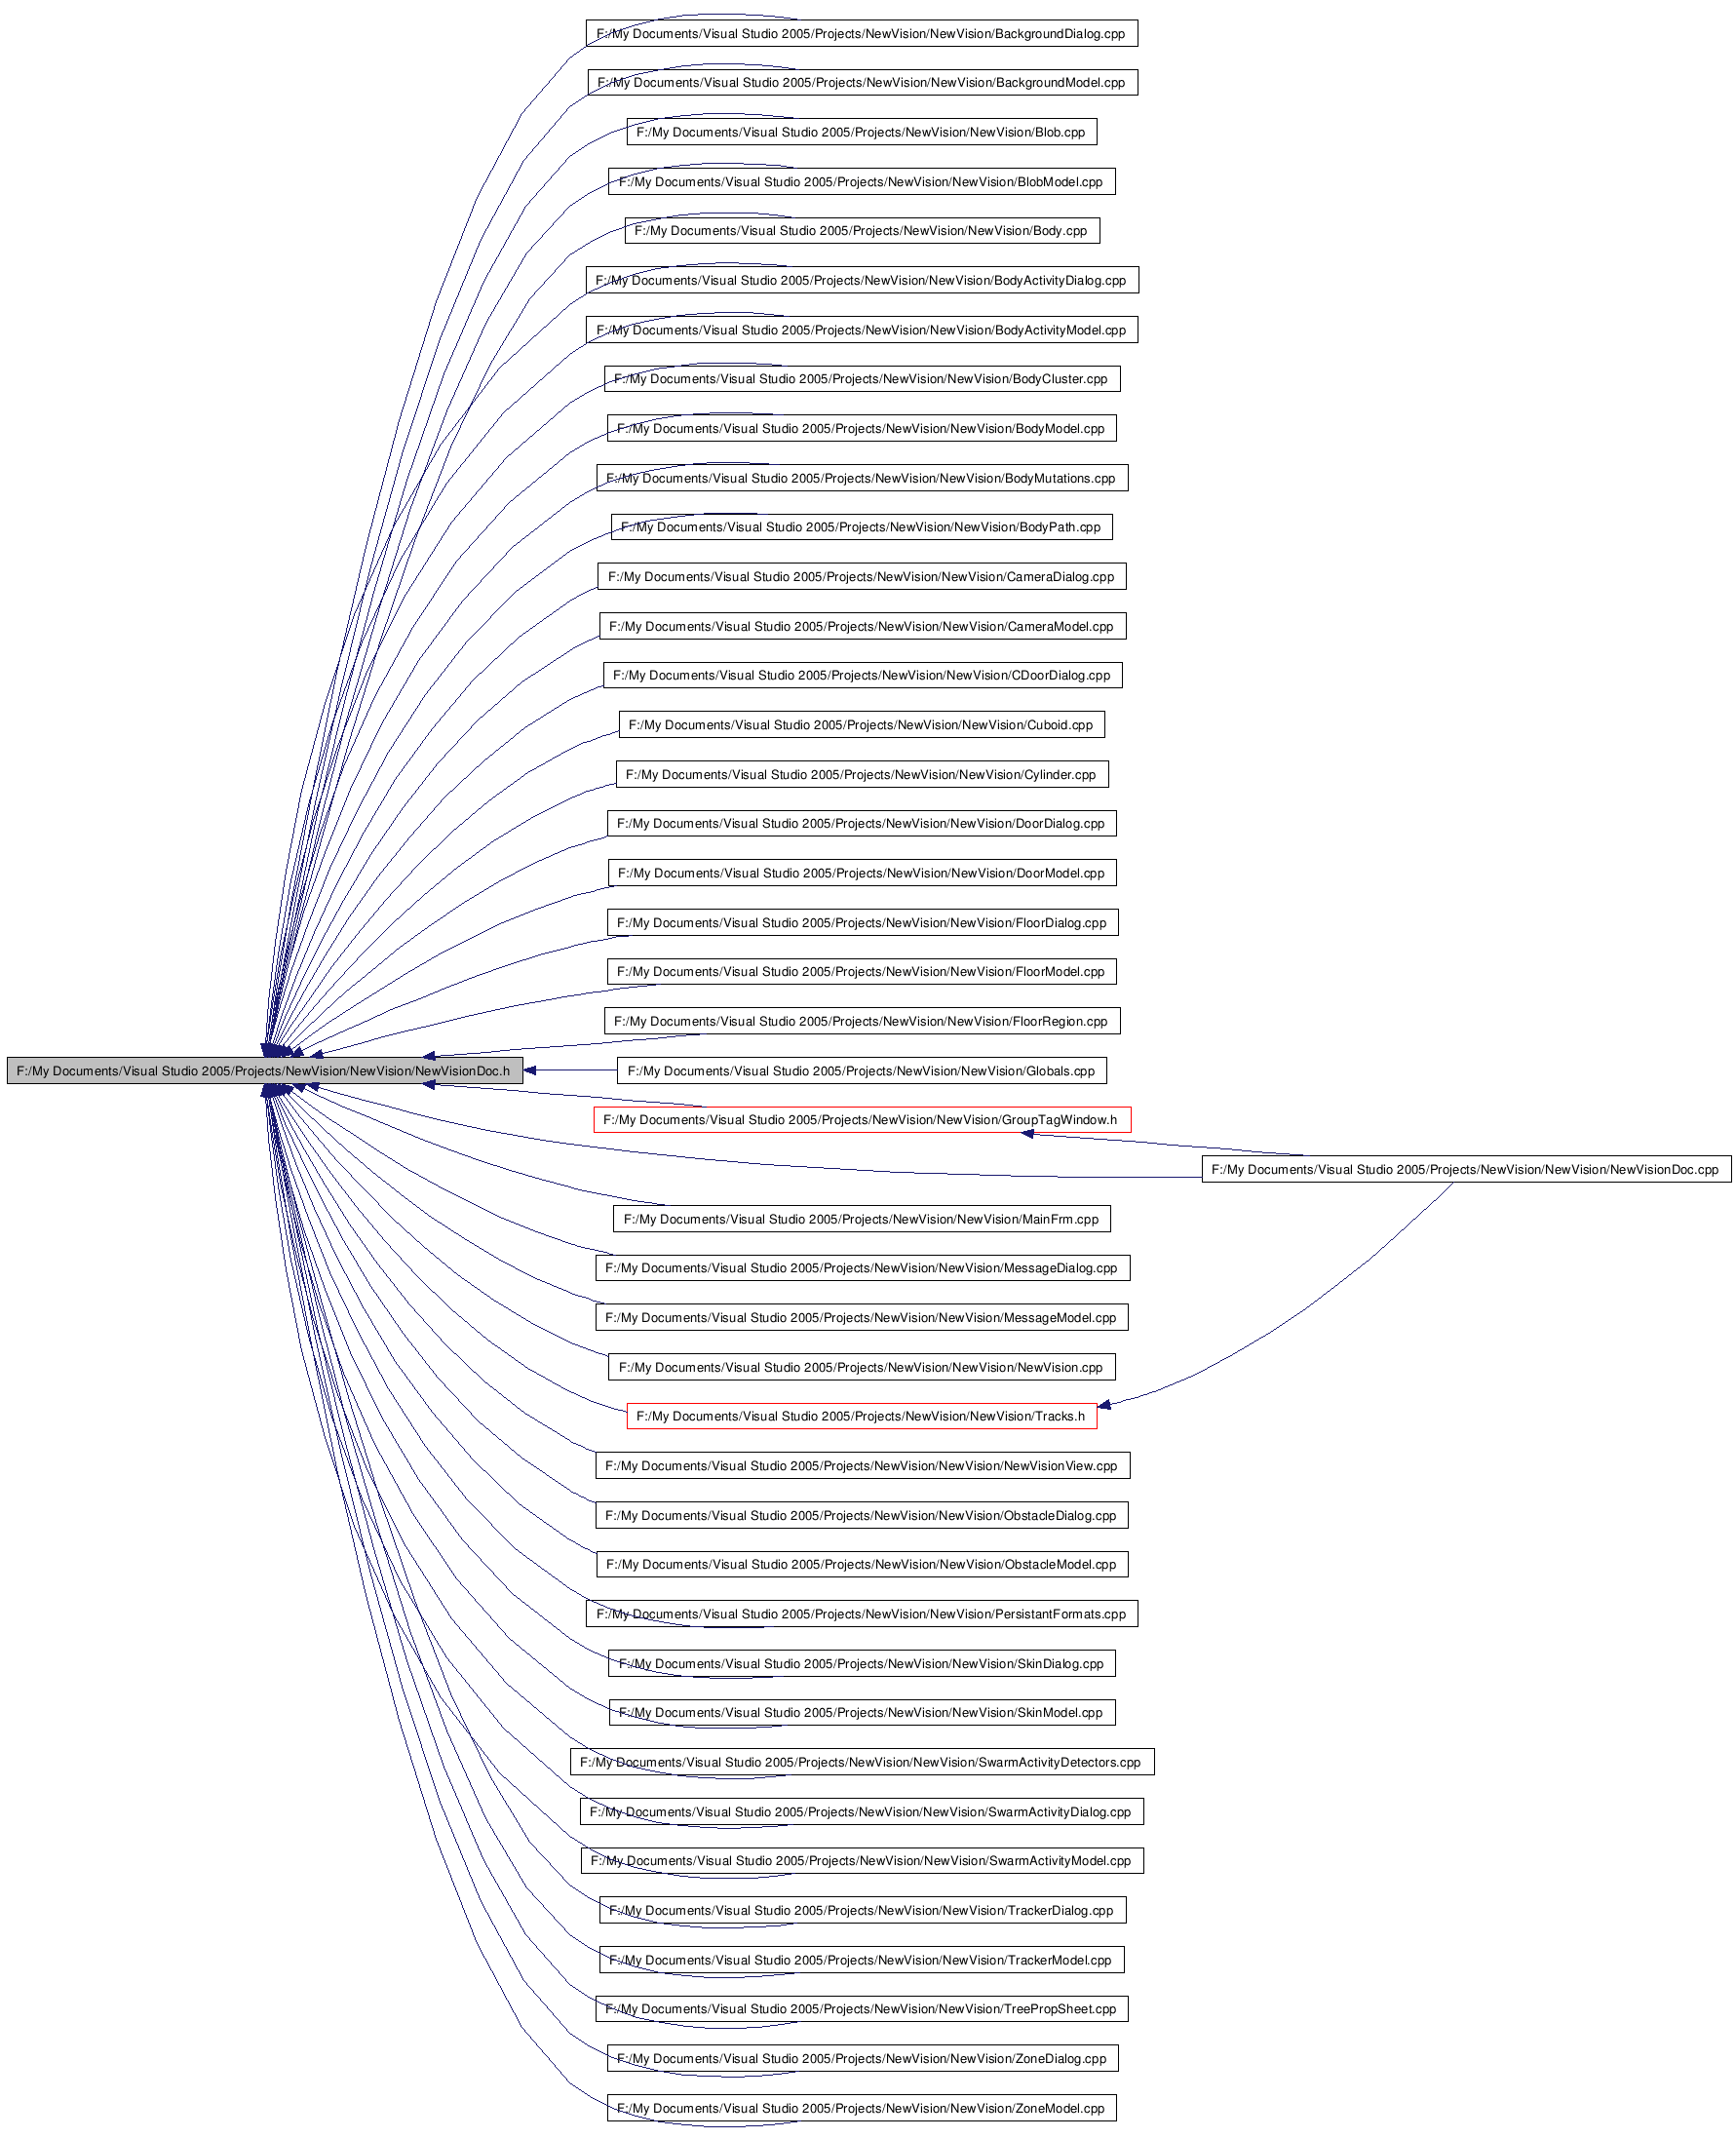 F:/My Documents/Visual Studio 2005/Projects/NewVision/NewVision/BackgroundDialog.cpp
F:/My Documents/Visual Studio 2005/Projects/NewVision/NewVision/BackgroundModel.cpp
F:/My Documents/Visual Studio 2005/Projects/NewVision/NewVision/Blob.cpp
F:/My Documents/Visual Studio 2005/Projects/NewVision/NewVision/BlobModel.cpp
F:/My Documents/Visual Studio 2005/Projects/NewVision/NewVision/Body.cpp
F:/My Documents/Visual Studio 2005/Projects/NewVision/NewVision/BodyActivityDialog.cpp
F:/My Documents/Visual Studio 2005/Projects/NewVision/NewVision/BodyActivityModel.cpp
F:/My Documents/Visual Studio 2005/Projects/NewVision/NewVision/BodyCluster.cpp
F:/My Documents/Visual Studio 2005/Projects/NewVision/NewVision/BodyModel.cpp
F:/My Documents/Visual Studio 2005/Projects/NewVision/NewVision/BodyMutations.cpp
F:/My Documents/Visual Studio 2005/Projects/NewVision/NewVision/BodyPath.cpp
F:/My Documents/Visual Studio 2005/Projects/NewVision/NewVision/CameraDialog.cpp
F:/My Documents/Visual Studio 2005/Projects/NewVision/NewVision/CameraModel.cpp
F:/My Documents/Visual Studio 2005/Projects/NewVision/NewVision/CDoorDialog.cpp
F:/My Documents/Visual Studio 2005/Projects/NewVision/NewVision/Cuboid.cpp
F:/My Documents/Visual Studio 2005/Projects/NewVision/NewVision/Cylinder.cpp
F:/My Documents/Visual Studio 2005/Projects/NewVision/NewVision/DoorDialog.cpp
F:/My Documents/Visual Studio 2005/Projects/NewVision/NewVision/DoorModel.cpp
F:/My Documents/Visual Studio 2005/Projects/NewVision/NewVision/FloorDialog.cpp
F:/My Documents/Visual Studio 2005/Projects/NewVision/NewVision/FloorModel.cpp
F:/My Documents/Visual Studio 2005/Projects/NewVision/NewVision/FloorRegion.cpp
F:/My Documents/Visual Studio 2005/Projects/NewVision/NewVision/NewVisionDoc.h
F:/My Documents/Visual Studio 2005/Projects/NewVision/NewVision/Globals.cpp
F:/My Documents/Visual Studio 2005/Projects/NewVision/NewVision/GroupTagWindow.h
F:/My Documents/Visual Studio 2005/Projects/NewVision/NewVision/NewVisionDoc.cpp
F:/My Documents/Visual Studio 2005/Projects/NewVision/NewVision/MainFrm.cpp
F:/My Documents/Visual Studio 2005/Projects/NewVision/NewVision/MessageDialog.cpp
F:/My Documents/Visual Studio 2005/Projects/NewVision/NewVision/MessageModel.cpp
F:/My Documents/Visual Studio 2005/Projects/NewVision/NewVision/NewVision.cpp
F:/My Documents/Visual Studio 2005/Projects/NewVision/NewVision/Tracks.h
F:/My Documents/Visual Studio 2005/Projects/NewVision/NewVision/NewVisionView.cpp
F:/My Documents/Visual Studio 2005/Projects/NewVision/NewVision/ObstacleDialog.cpp
F:/My Documents/Visual Studio 2005/Projects/NewVision/NewVision/ObstacleModel.cpp
F:/My Documents/Visual Studio 2005/Projects/NewVision/NewVision/PersistantFormats.cpp
F:/My Documents/Visual Studio 2005/Projects/NewVision/NewVision/SkinDialog.cpp
F:/My Documents/Visual Studio 2005/Projects/NewVision/NewVision/SkinModel.cpp
F:/My Documents/Visual Studio 2005/Projects/NewVision/NewVision/SwarmActivityDetectors.cpp
F:/My Documents/Visual Studio 2005/Projects/NewVision/NewVision/SwarmActivityDialog.cpp
F:/My Documents/Visual Studio 2005/Projects/NewVision/NewVision/SwarmActivityModel.cpp
F:/My Documents/Visual Studio 2005/Projects/NewVision/NewVision/TrackerDialog.cpp
F:/My Documents/Visual Studio 2005/Projects/NewVision/NewVision/TrackerModel.cpp
F:/My Documents/Visual Studio 2005/Projects/NewVision/NewVision/TreePropSheet.cpp
F:/My Documents/Visual Studio 2005/Projects/NewVision/NewVision/ZoneDialog.cpp
F:/My Documents/Visual Studio 2005/Projects/NewVision/NewVision/ZoneModel.cpp